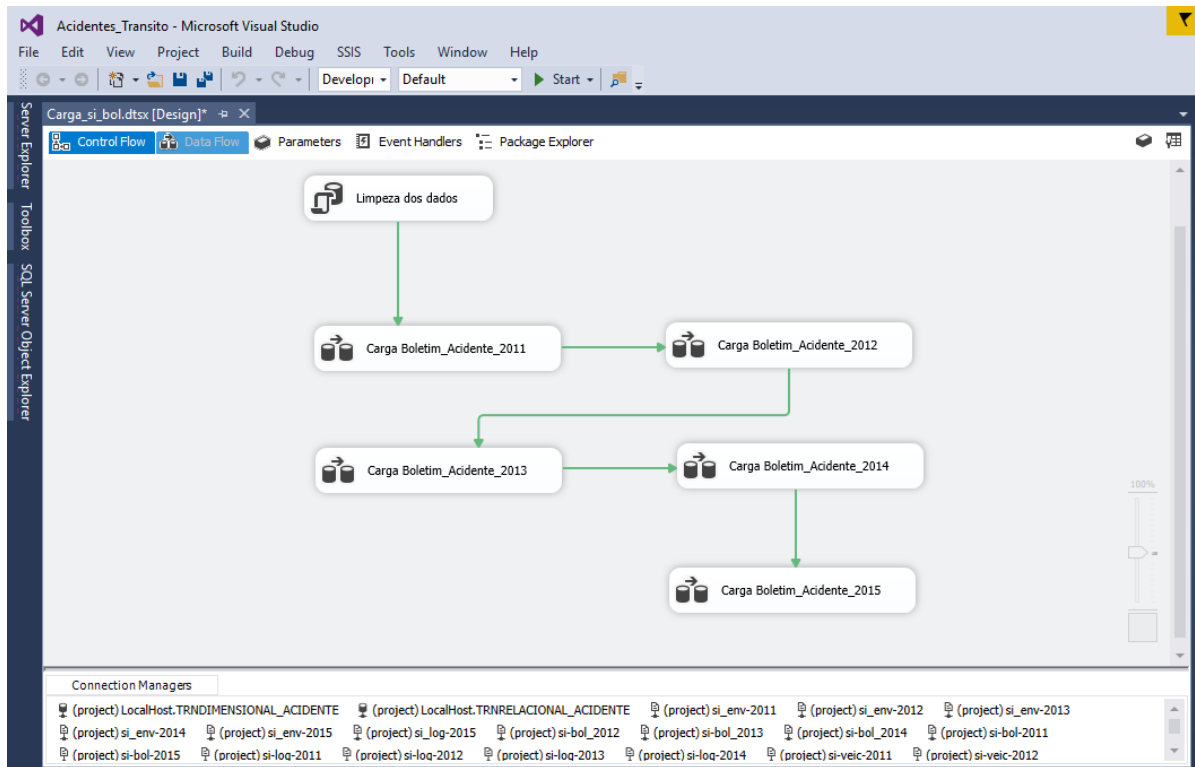 Acidentes_Transito - Microsoft Visual Studio
File Edit View Project Build Debug SSIS Tools Window Help
Developı Default Start
Carga_si_bol.dtsx [Design]*
Control Flow Data Flow Parameters Event Handlers Package Explorer
Server Explorer
Toolbox
SQL Server Object Explorer
Limpeza dos dados
Carga Boletim_Acidente_2011
Carga Boletim_Acidente_2012
Carga Boletim_Acidente_2013
Carga Boletim_Acidente_2014
100%
Carga Boletim_Acidente_2015
Connection Managers
(project) LocalHost.TRNDIMENSIONAL_ACIDENTE (project) LocalHost.TRNRELACIONAL_ACIDENTE (project) si_env-2011 (project) si_env-2012 (project) si_env-2013
(project) si_env-2014 (project) si_env-2015 (project) si_log-2015 (project) si-bol_2012 (project) si-bol_2013 (project) si-bol_2014 (project) si-bol-2011
(project) si-bol-2015 (project) si-log-2011 (project) si-log-2012 (project) si-log-2013 (project) si-log-2014 (project) si-veic-2011 (project) si-veic-2012